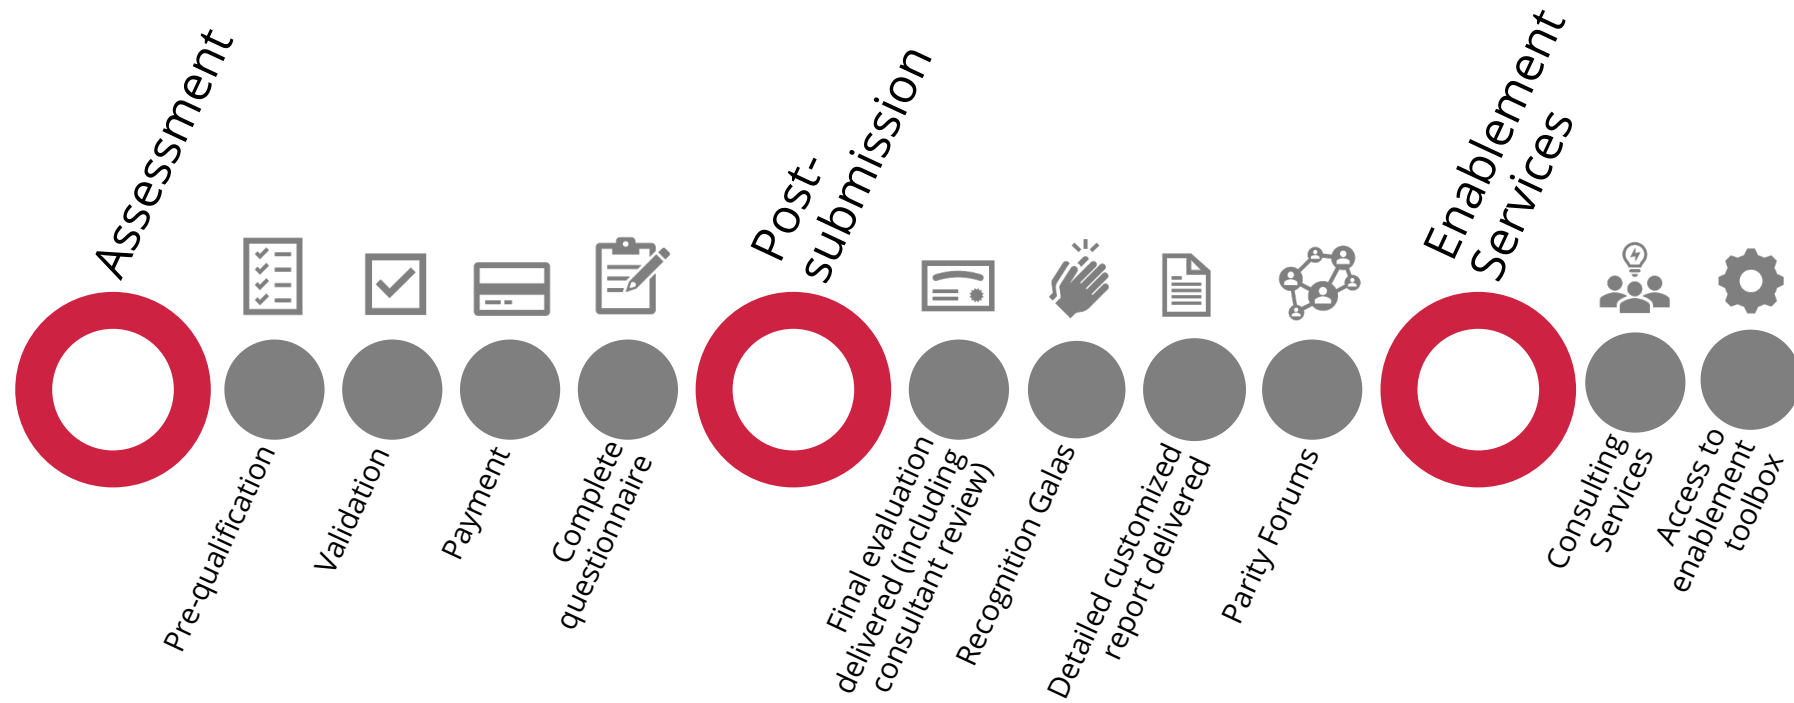 Assessment
Pre-qualification
Validation
Payment
Complete
questionnaire
Post-
submission
Final evaluation
delivered (including
consultant review)
Recognition Galas
Detailed customized
report delivered
Parity Forums
Enablement
Services
Consulting
Services
Access to
enablement
toolbox